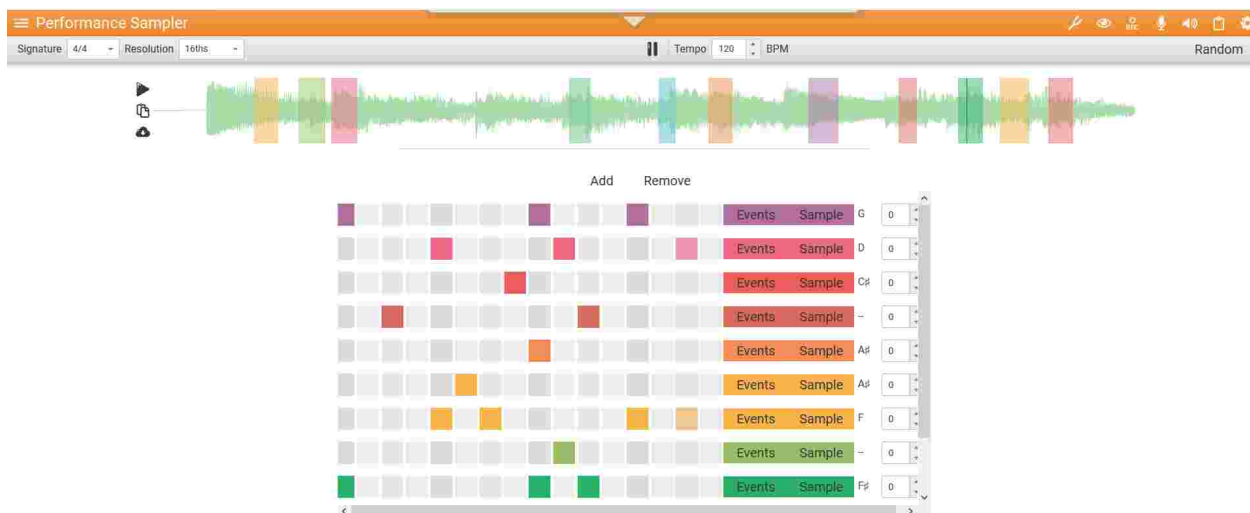 Performance Sampler
REC
Signature 4/4 Resolution 16ths Tempo 120 BPM Random
Add Remove
Events Sample G 0
Events Sample D 0
Events Sample C♯ 0
Events Sample – 0
Events Sample A♯ 0
Events Sample A♯ 0
Events Sample F 0
Events Sample – 0
Events Sample F♯ 0